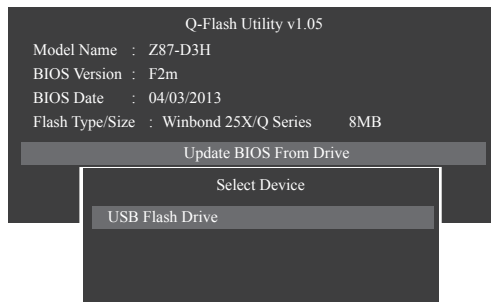 Q-Flash Utility v1.05
Model Name : Z87-D3H
BIOS Version : F2m
BIOS Date : 04/03/2013
Flash Type/Size : Winbond 25X/Q Series 8MB
Update BIOS From Drive
Select Device
USB Flash Drive